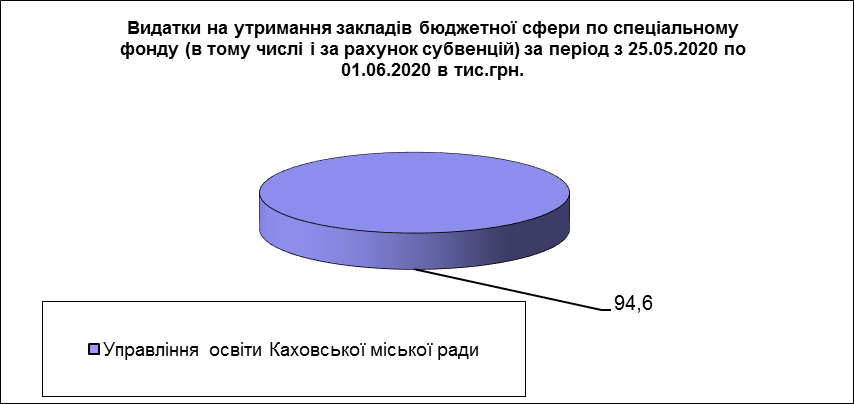 Видатки на утримання закладів бюджетної сфери по спеціальному
фонду (в тому числі і за рахунок субвенцій) за період з 25.05.2020 по
01.06.2020 в тис.грн.
94,6
Управління освіти Каховської міської ради